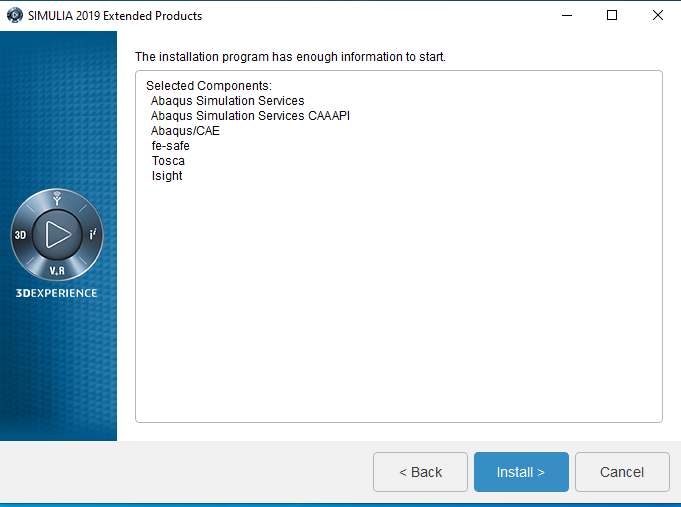 SIMULIA 2019 Extended Products
The installation program has enough information to start.
Selected Components:
Abaqus Simulation Services
Abaqus Simulation Services CAAAPI
Abaqus/CAE
fe-safe
Tosca
Isight
3D
i
V.R
3DEXPERIENCE
< Back
Install >
Cancel